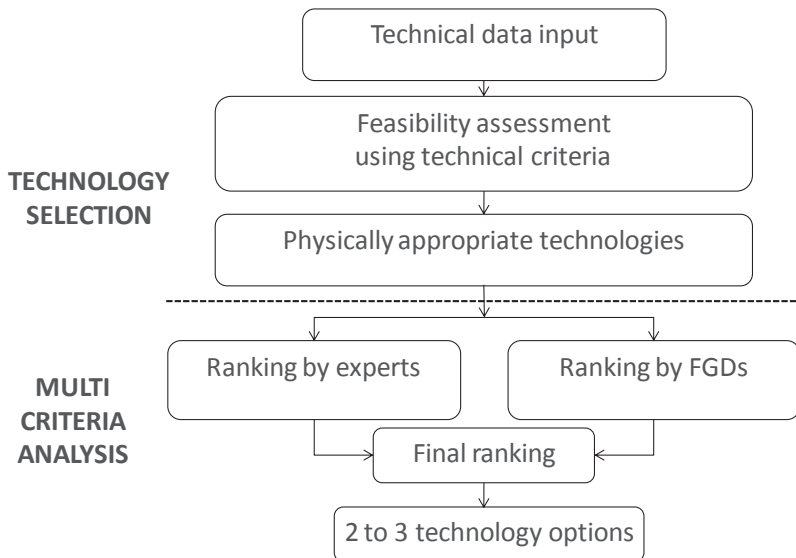 Technical data input
Feasibility assessment
using technical criteria
TECHNOLOGY
SELECTION
Physically appropriate technologies
Ranking by experts
Ranking by FGDs
MULTI
CRITERIA
ANALYSIS
Final ranking
2 to 3 technology options